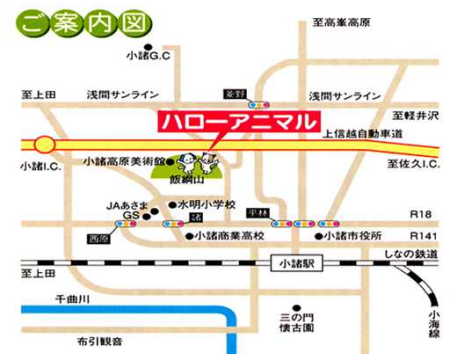 ご案内図
至高峯高原
小諸G.C
菱野
至上田
浅間サンライン
浅間サンライン
至軽井沢
ハローアニマル
上信越自動車道
小諸I.C.
小諸高原美術館
至佐久I.C.
飯綱山
JAあさま
GS
水明小学校
諸
平林
R18
西原
小諸商業高校
小諸市役所
R141
しなの鉄道
至上田
小諸駅
千曲川
三の門
懐古園
小海線
布引観音